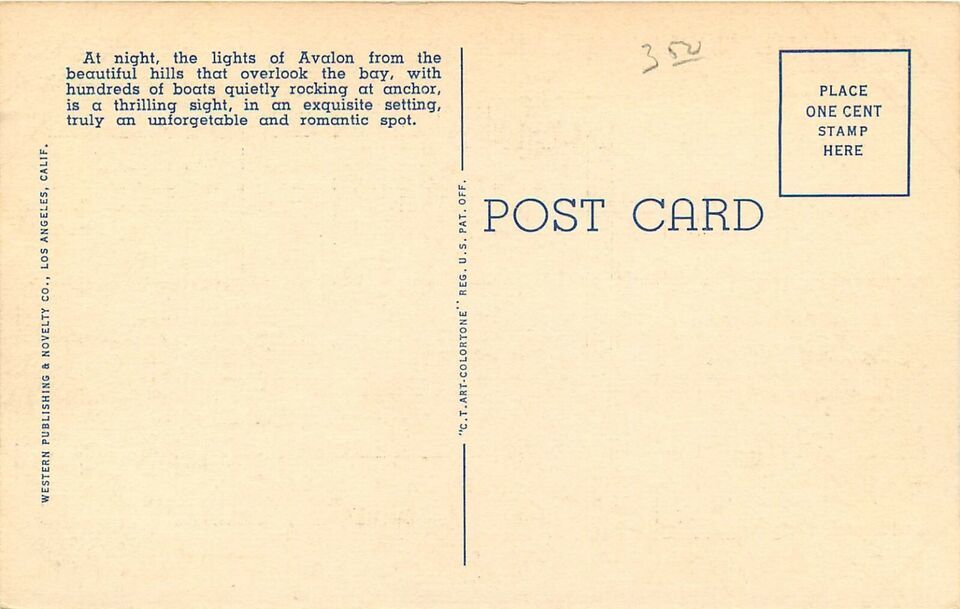 At night, the lights of Avalon from the
beautiful hills that overlook the bay, with
hundreds of boats quietly rocking at anchor,
is a thrilling sight, in an exquisite setting,
truly an unforgetable and romantic spot.
WESTERN PUBLISHING & NOVELTY CO., LOS ANGELES, CALIF.
"C.T.ART-COLORTONE" REG. U.S. PAT. OFF.
POST CARD
3 50
PLACE
ONE CENT
STAMP
HERE